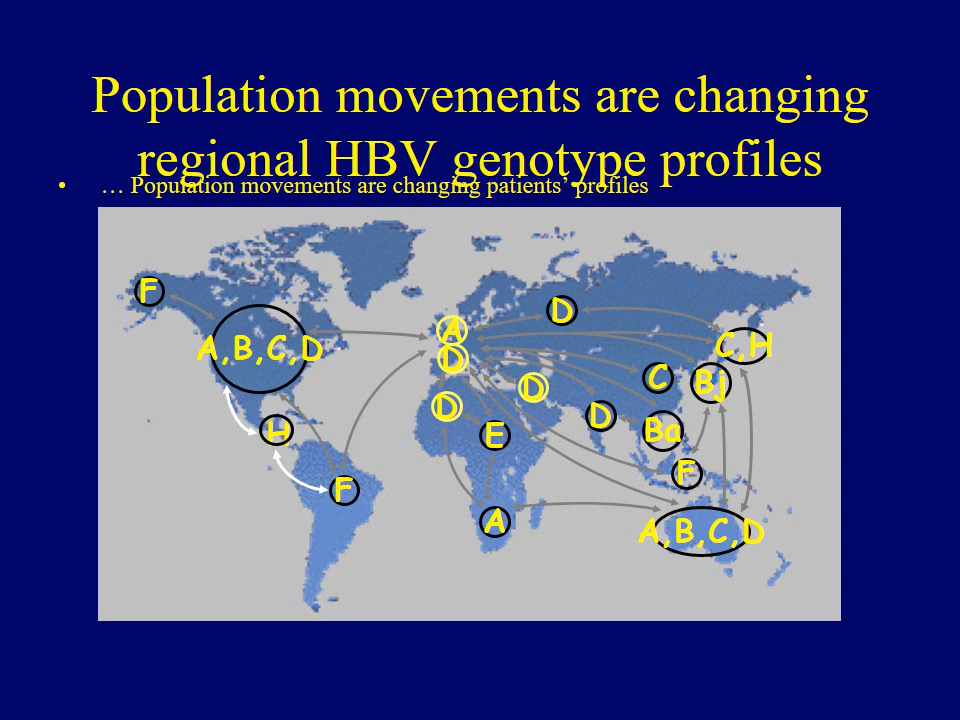 Population movements are changing
regional HBV genotype profiles
• … Population movements are changing patients’ profiles
F
A,B,C,D
H
F
A
D
D
E
A
D
D
D
C,H
C
Bj
Ba
F
A,B,C,D